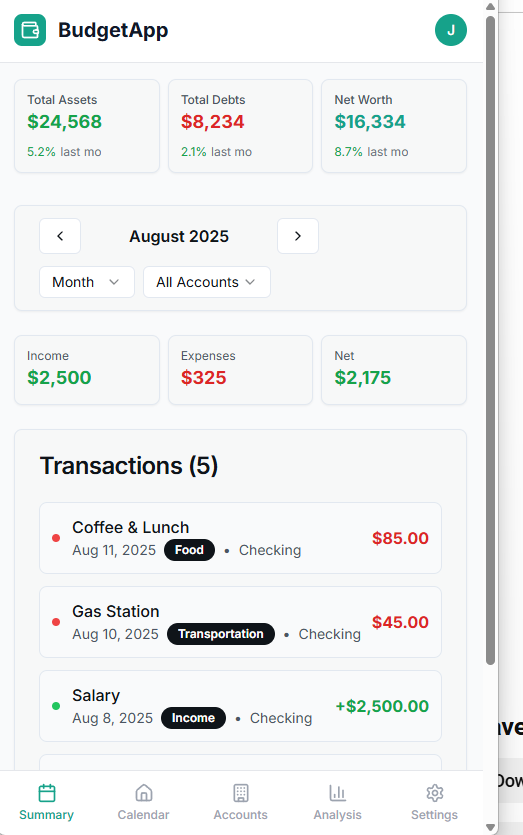 BudgetApp
J
Total Assets
$24,568
5.2% last mo
Total Debts
$8,234
2.1% last mo
Net Worth
$16,334
8.7% last mo
August 2025
Month
All Accounts
Income
$2,500
Expenses
$325
Net
$2,175
Transactions (5)
Coffee & Lunch
Aug 11, 2025 Food • Checking
$85.00
Gas Station
Aug 10, 2025 Transportation • Checking
$45.00
Salary
Aug 8, 2025 Income • Checking
+$2,500.00
Summary
Calendar
Accounts
Analysis
Settings